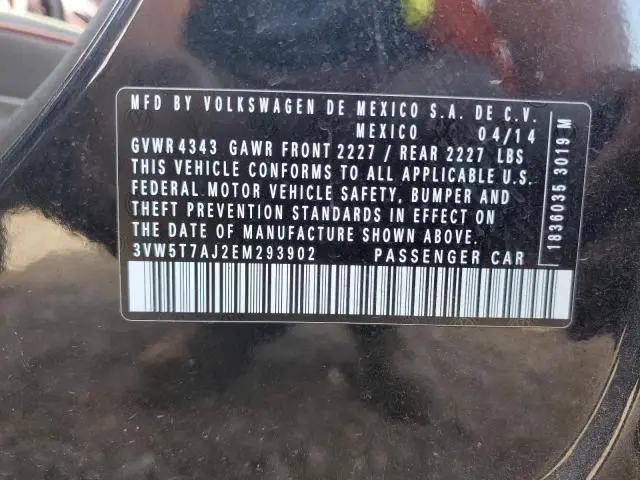 MFD BY VOLKSWAGEN DE MEXICO S.A. DE C.V.
MEXICO 04/14
GVWR 4343 GAWR FRONT 2227 / REAR 2227 LBS
THIS VEHICLE CONFORMS TO ALL APPLICABLE U.S.
FEDERAL MOTOR VEHICLE SAFETY, BUMPER AND
THEFT PREVENTION STANDARDS IN EFFECT ON
THE DATE OF MANUFACTURE SHOWN ABOVE.
3VW5T7AJ2EM293902 PASSENGER CAR
1836035 3019 M